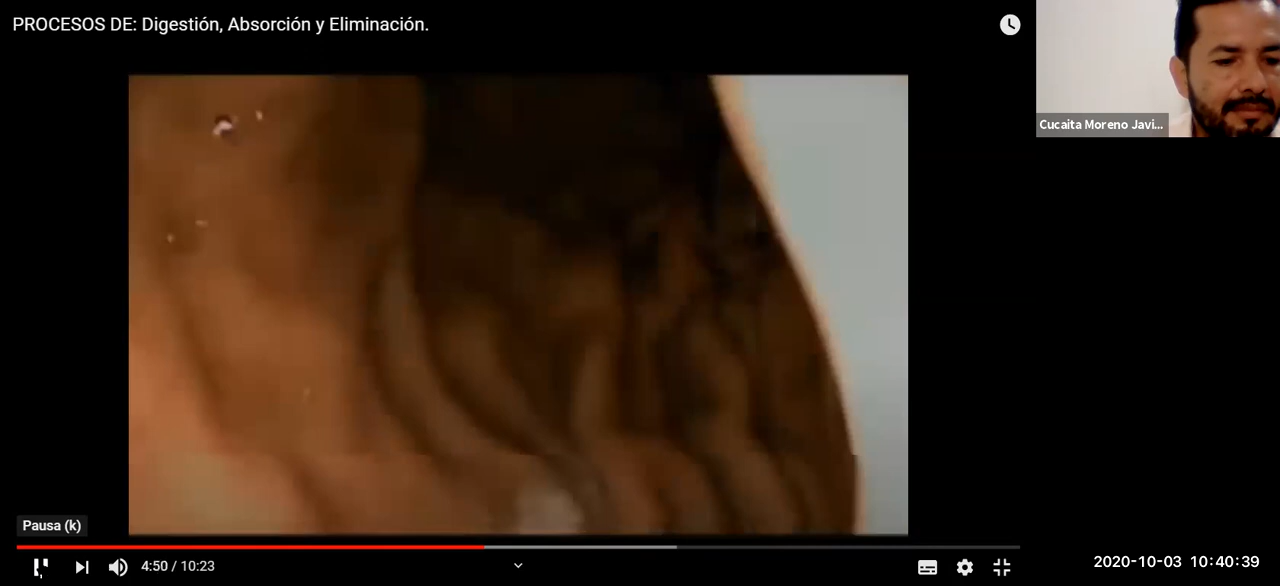 PROCESOS DE: Digestión, Absorción y Eliminación.
Cucaita Moreno Javi...
Pausa (k)
4:50 / 10:23
2020-10-03 10:40:39